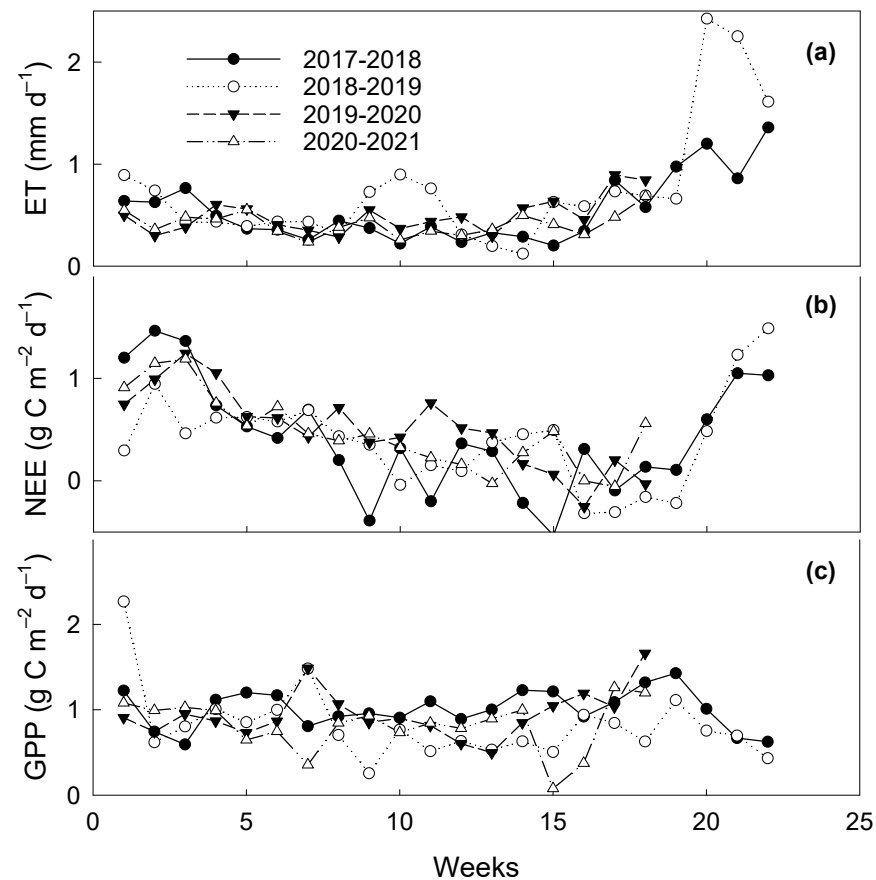 ET (mm d⁻¹)
2
1
0
2017-2018
2018-2019
2019-2020
2020-2021
(a)
NEE (g C m⁻² d⁻¹)
1
0
(b)
GPP (g C m⁻² d⁻¹)
2
1
0
(c)
0 5 10 15 20 25
Weeks